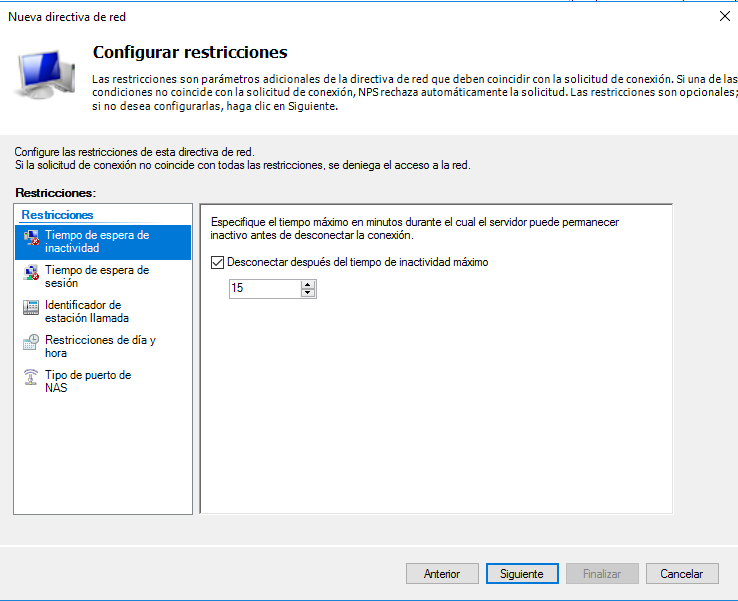 Nueva directiva de red
Configurar restricciones
Las restricciones son parámetros adicionales de la directiva de red que deben coincidir con la solicitud de conexión. Si una de las
condiciones no coincide con la solicitud de conexión, NPS rechaza automáticamente la solicitud. Las restricciones son opcionales;
si no desea configurarlas, haga clic en Siguiente.
Configure las restricciones de esta directiva de red.
Si la solicitud de conexión no coincide con todas las restricciones, se deniega el acceso a la red.
Restricciones:
Restricciones
Tiempo de espera de
inactividad
Tiempo de espera de
sesión
Identificador de
estación llamada
Restricciones de día y
hora
Tipo de puerto de
NAS
Especifique el tiempo máximo en minutos durante el cual el servidor puede permanecer
inactivo antes de desconectar la conexión.
Desconectar después del tiempo de inactividad máximo
15
Anterior
Siguiente
Finalizar
Cancelar